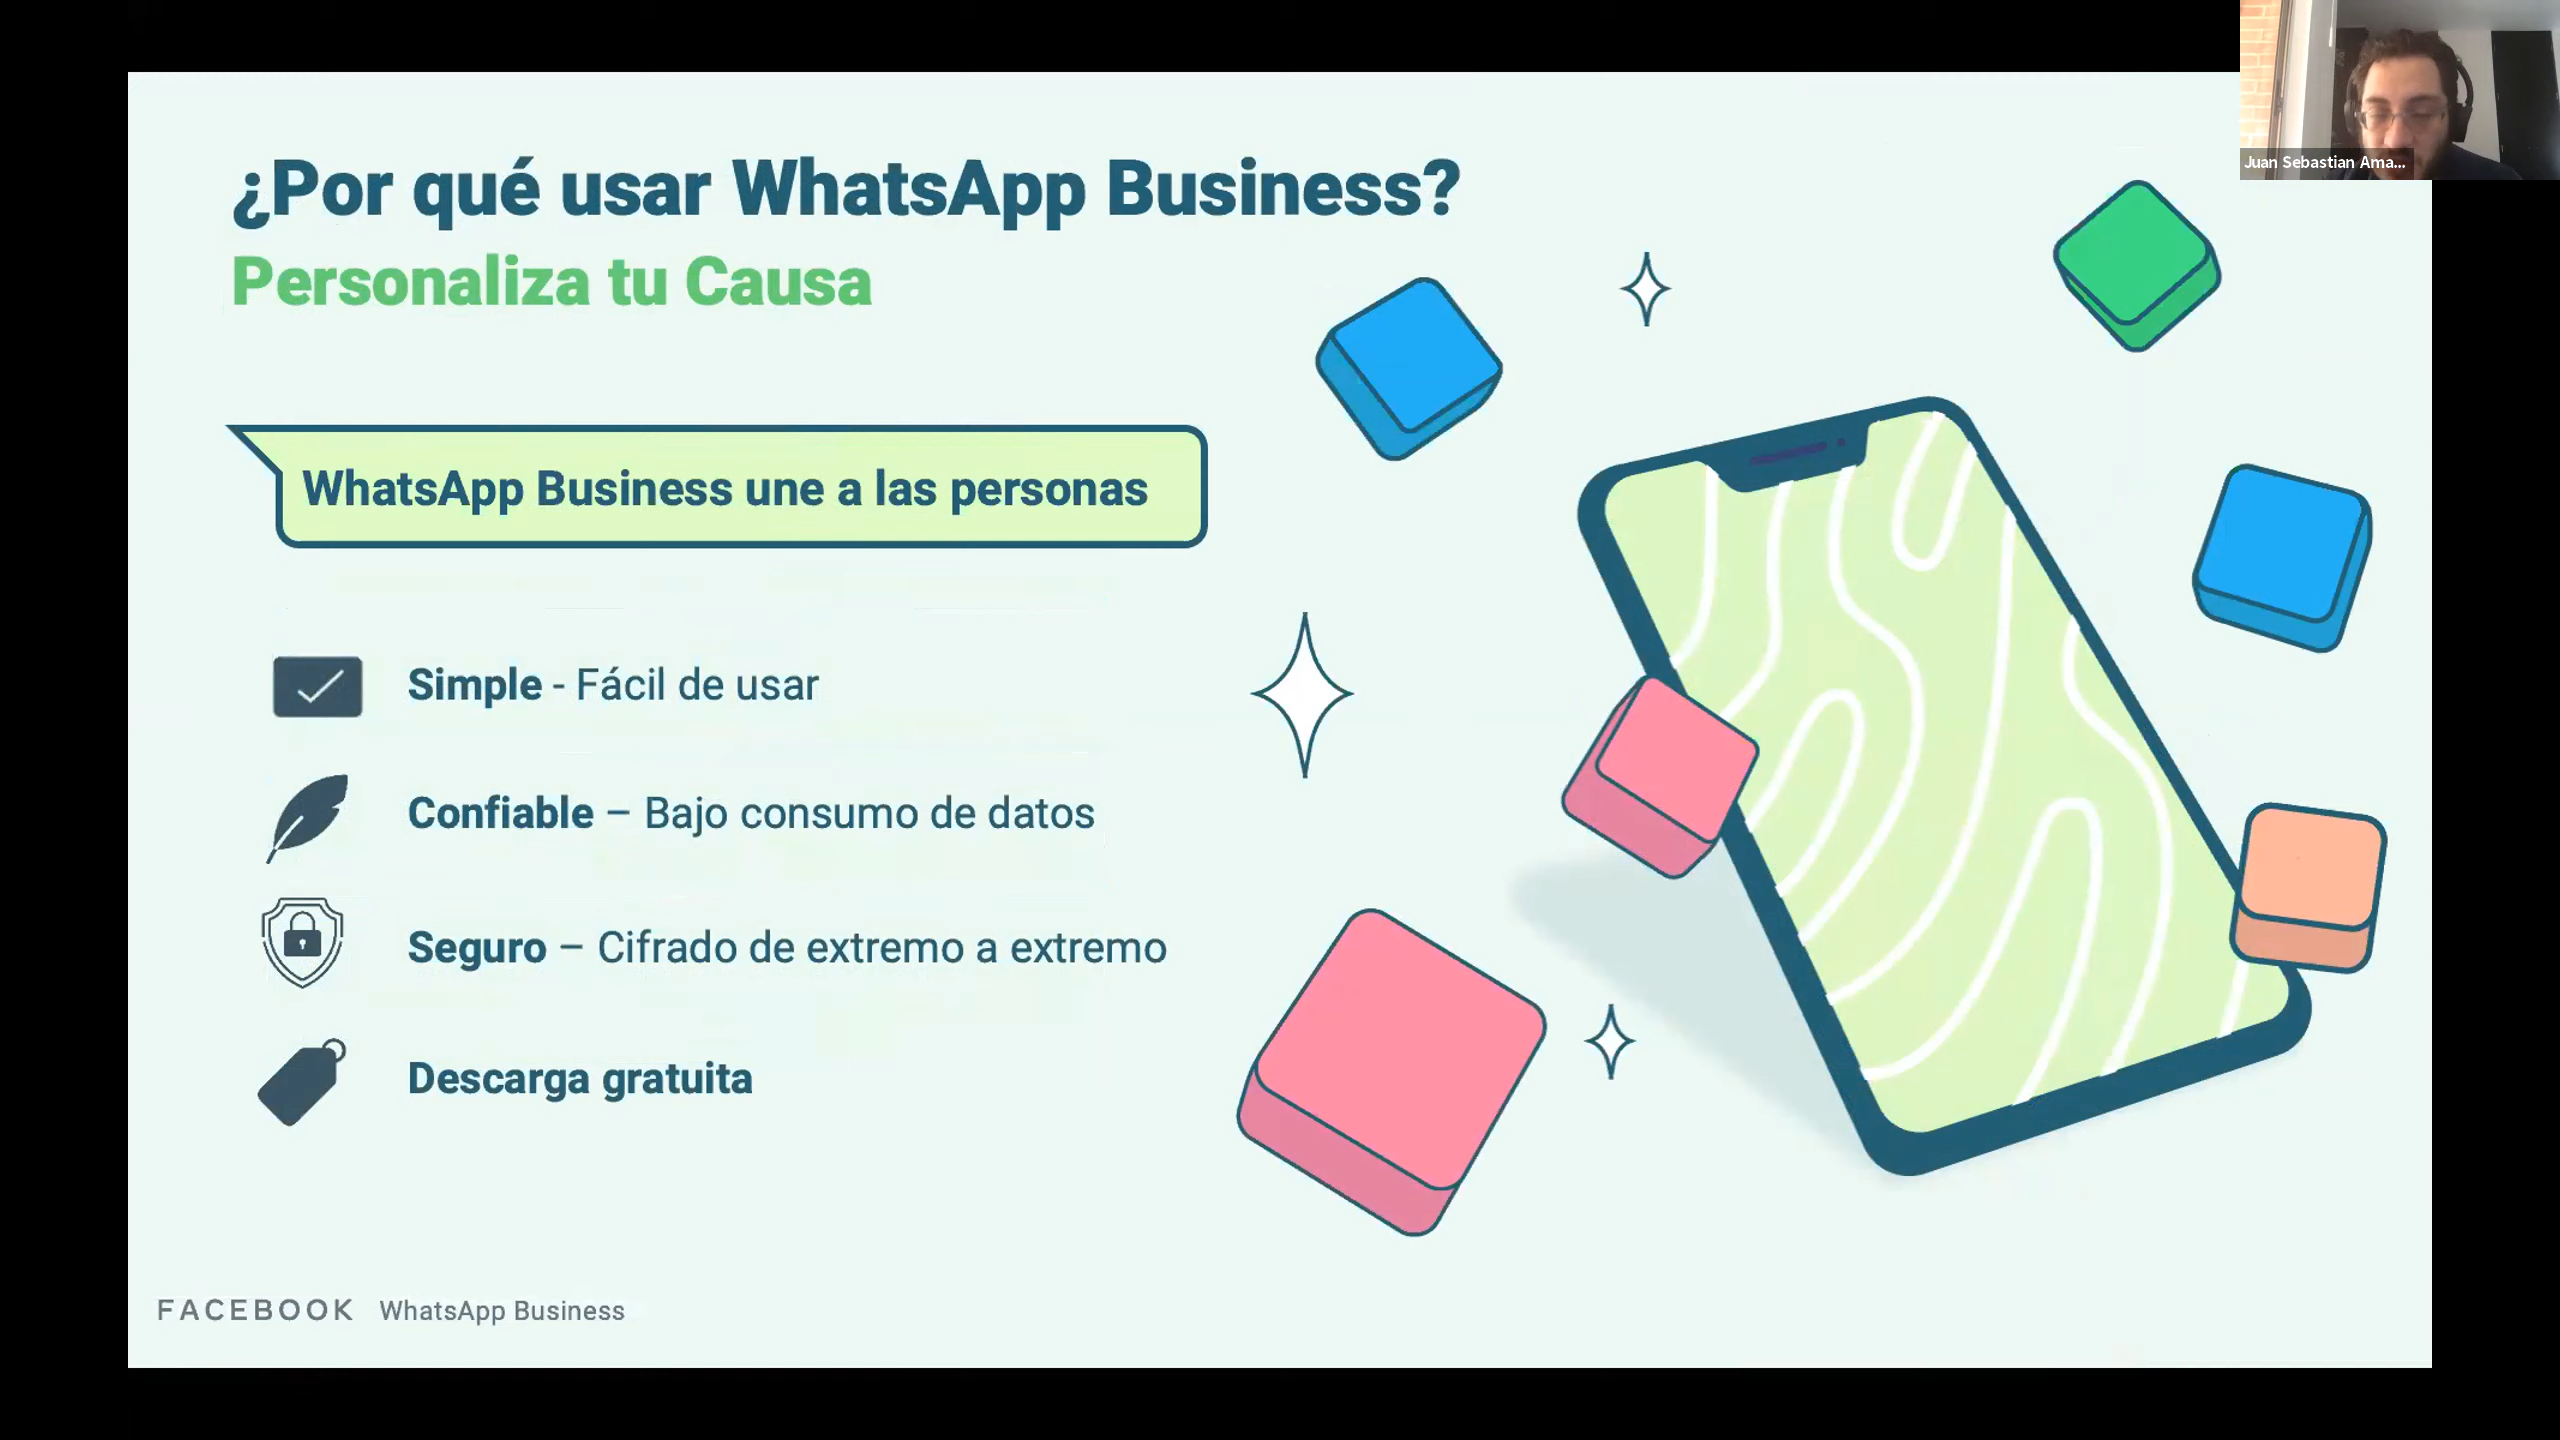 ¿Por qué usar WhatsApp Business?
Personaliza tu Causa
WhatsApp Business une a las personas
Simple - Fácil de usar
Confiable – Bajo consumo de datos
Seguro – Cifrado de extremo a extremo
Descarga gratuita
FACEBOOK WhatsApp Business
Juan Sebastian Ama...